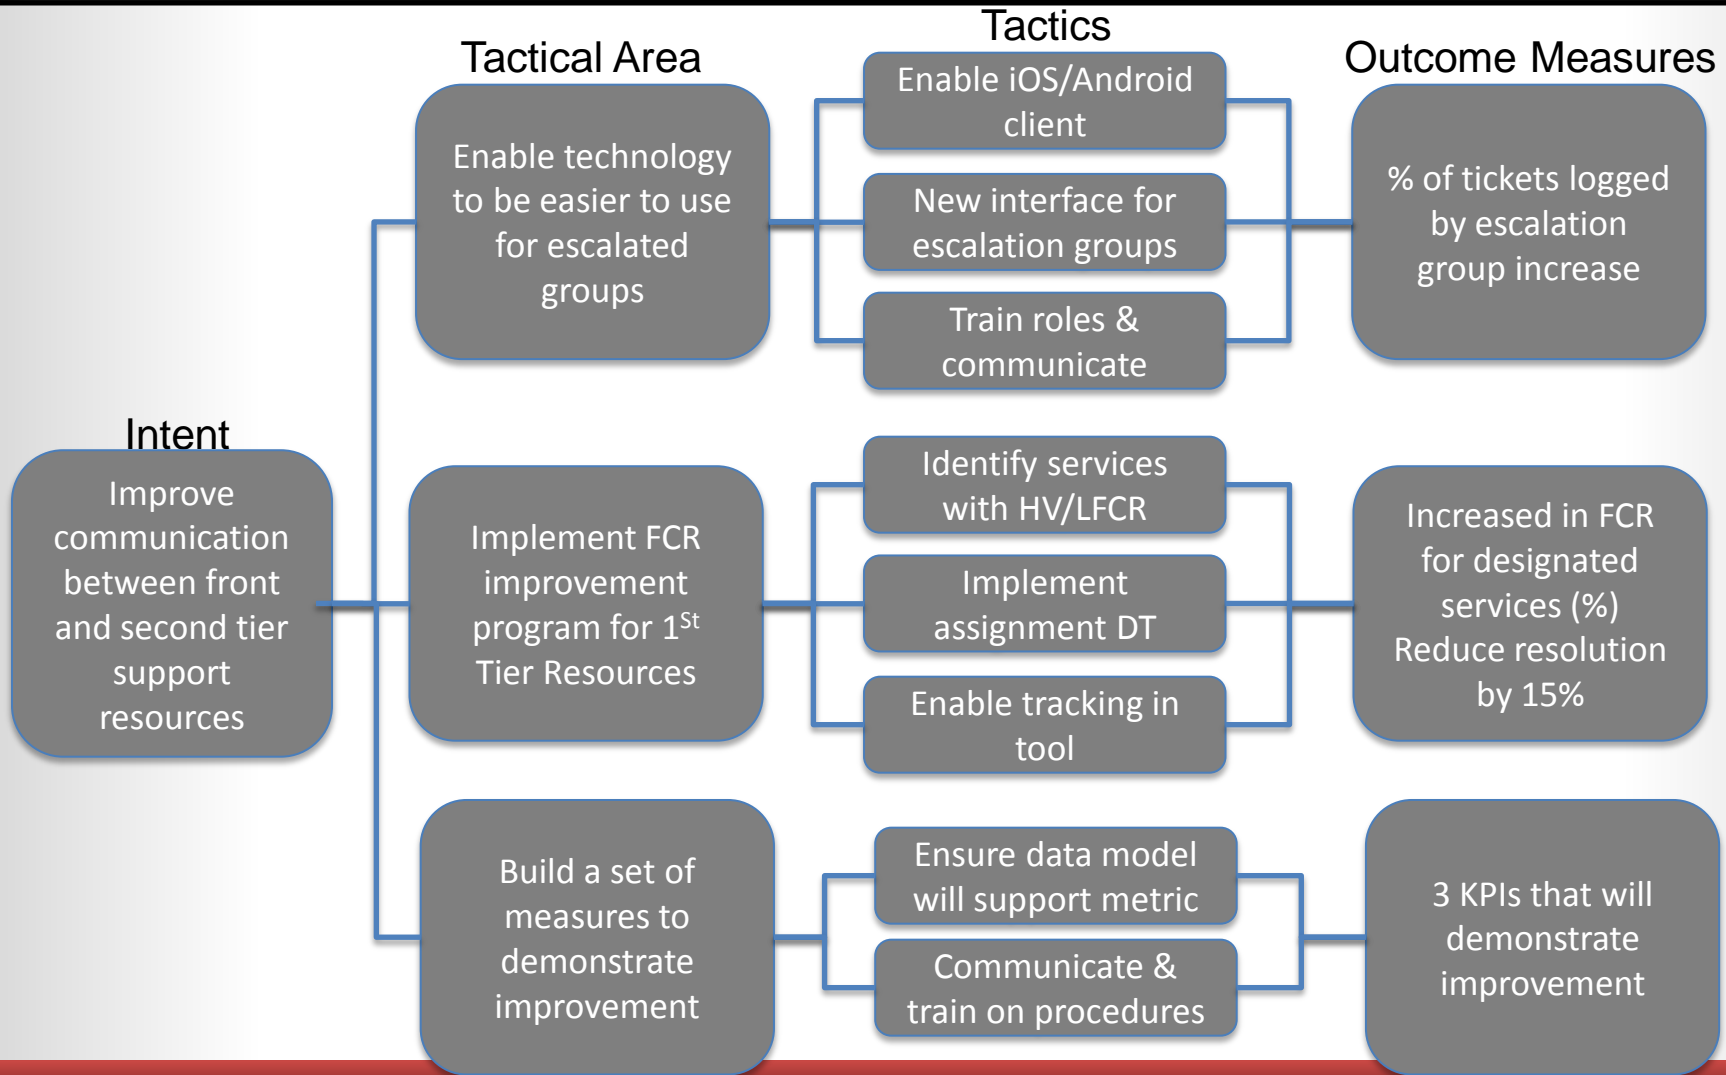 Tactics
Tactical Area
Outcome Measures
Intent
Improve
communication
between front
and second tier
support
resources
Enable technology
to be easier to use
for escalated
groups
Enable iOS/Android
client
New interface for
escalation groups
Train roles &
communicate
% of tickets logged
by escalation
group increase
Implement FCR
improvement
program for 1St
Tier Resources
Identify services
with HV/LFCR
Implement
assignment DT
Enable tracking in
tool
Increased in FCR
for designated
services (%)
Reduce resolution
by 15%
Build a set of
measures to
demonstrate
improvement
Ensure data model
will support metric
Communicate &
train on procedures
3 KPIs that will
demonstrate
improvement